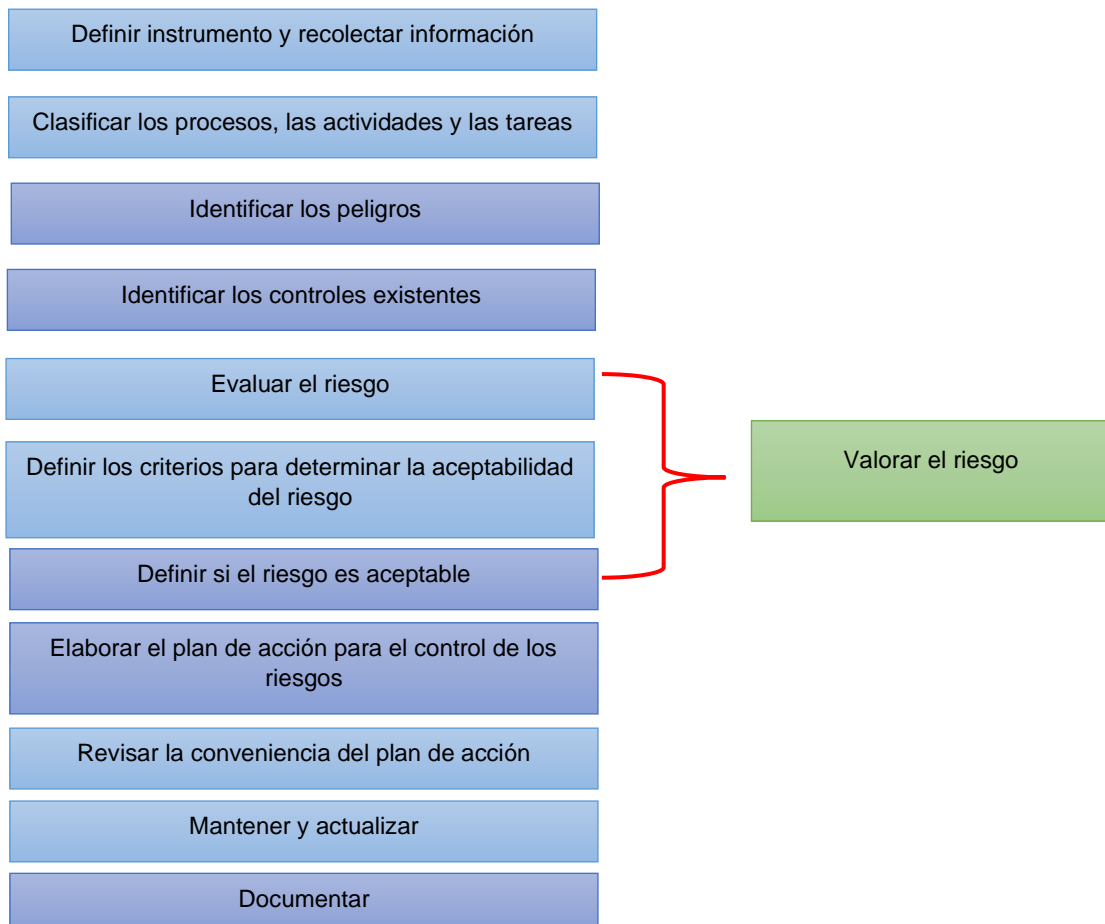 Definir instrumento y recolectar información
Clasificar los procesos, las actividades y las tareas
Identificar los peligros
Identificar los controles existentes
Evaluar el riesgo
Definir los criterios para determinar la aceptabilidad
del riesgo
Definir si el riesgo es aceptable
Valorar el riesgo
Elaborar el plan de acción para el control de los
riesgos
Revisar la conveniencia del plan de acción
Mantener y actualizar
Documentar